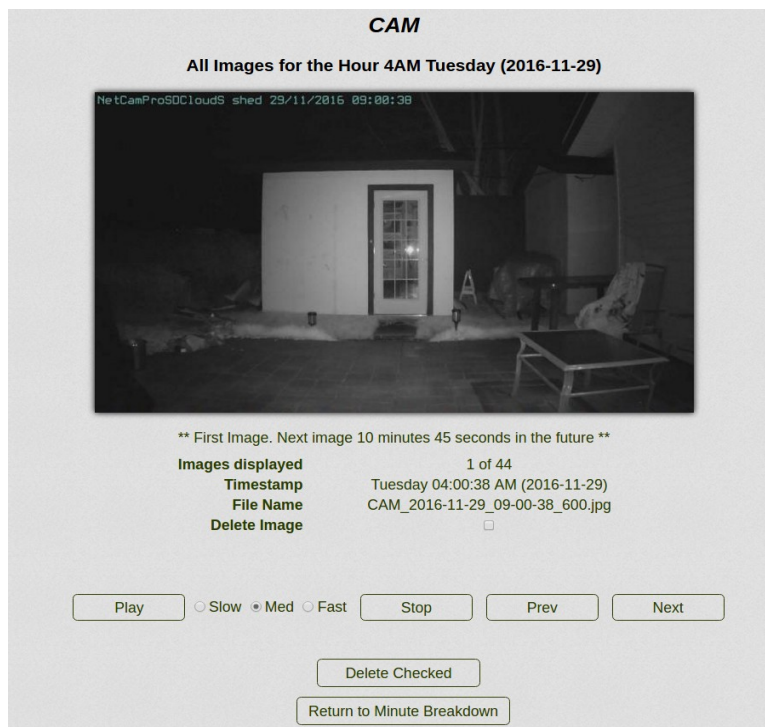 CAM
All Images for the Hour 4AM Tuesday (2016-11-29)
NetCamProSDCloudS shed 29/11/2016 09:00:38
** First Image. Next image 10 minutes 45 seconds in the future **
Images displayed 1 of 44
Timestamp Tuesday 04:00:38 AM (2016-11-29)
File Name CAM_2016-11-29_09-00-38_600.jpg
Delete Image
Play Slow Med Fast Stop Prev Next
Delete Checked
Return to Minute Breakdown